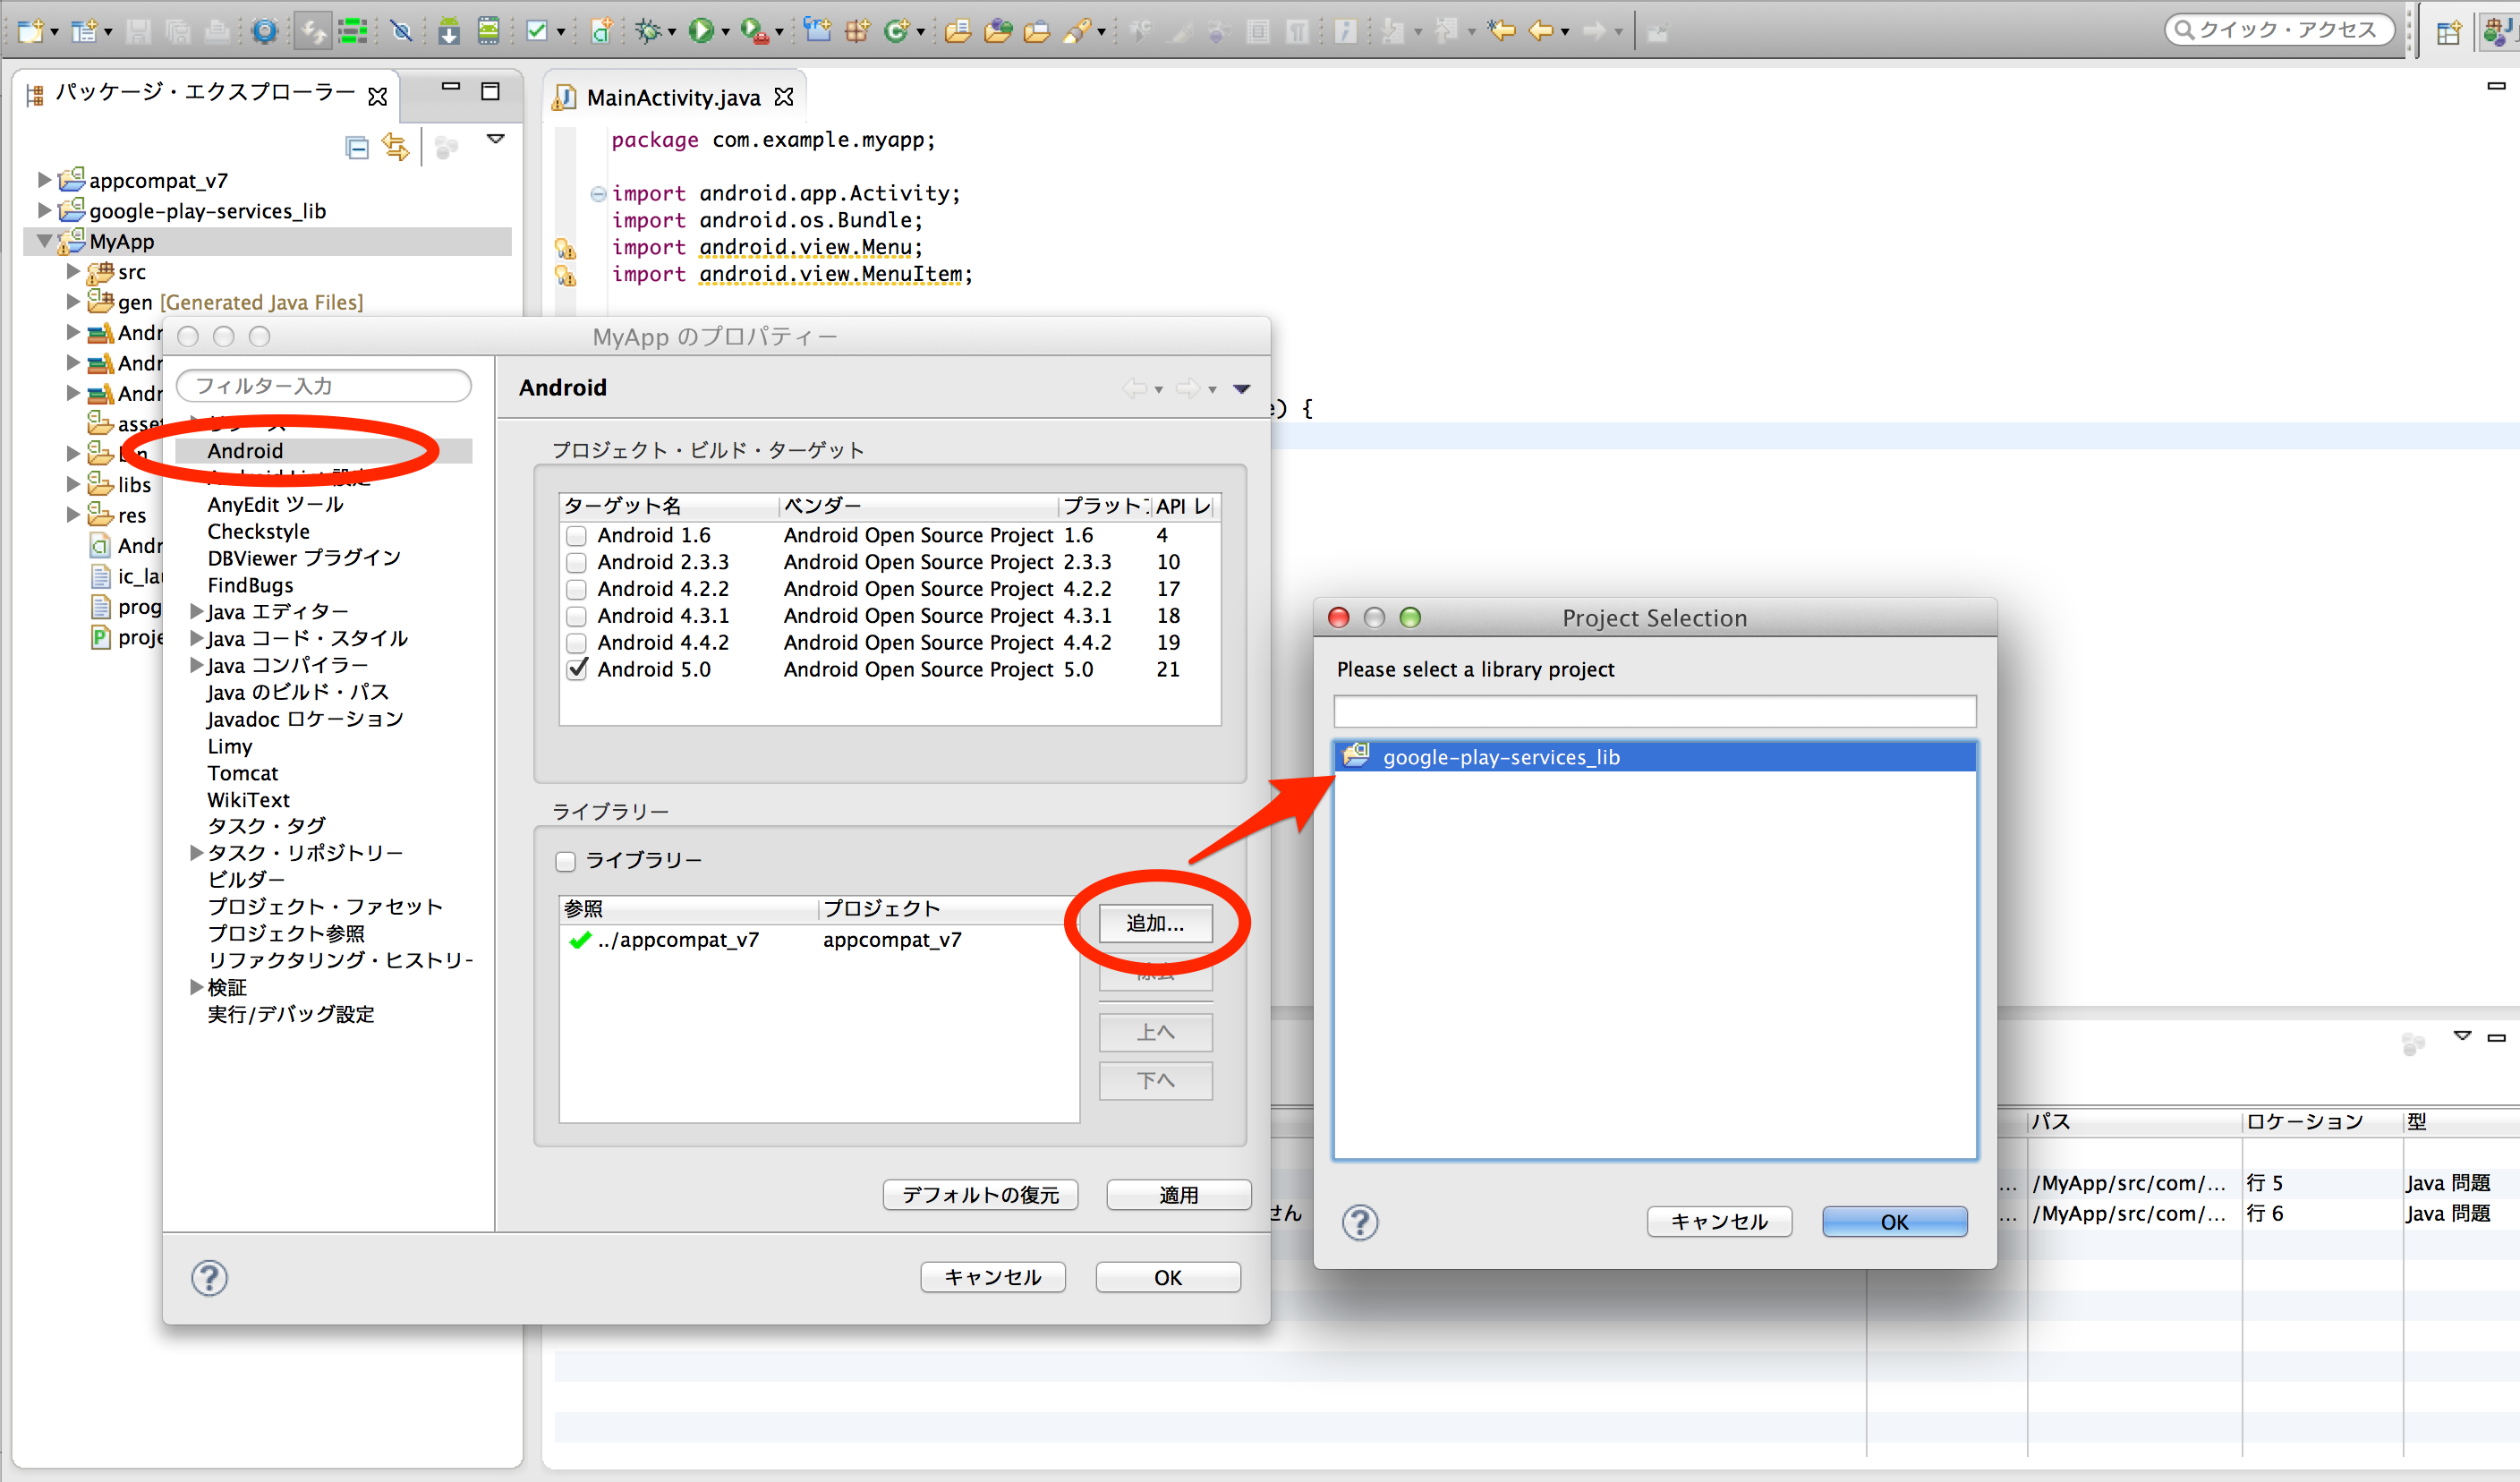 クイック・アクセス
パッケージ・エクスプローラー
appcompat_v7
google-play-services_lib
MyApp
src
gen [Generated Java Files]
Andr
Andr
Andr
asset
bin
libs
res
Andr
ic_lau
prog
proje
MainActivity.java
package com.example.myapp;
import android.app.Activity;
import android.os.Bundle;
import android.view.Menu;
import android.view.MenuItem;
e) {
MyApp のプロパティー
フィルター入力
リソース
Android
Android Lint 設定
AnyEdit ツール
Checkstyle
DBViewer プラグイン
FindBugs
Java エディター
Java コード・スタイル
Java コンパイラー
Java のビルド・パス
Javadoc ロケーション
Limy
Tomcat
WikiText
タスク・タグ
タスク・リポジトリー
ビルダー
プロジェクト・ファセット
プロジェクト参照
リファクタリング・ヒストリー
検証
実行/デバッグ設定
Android
プロジェクト・ビルド・ターゲット
ターゲット名 ベンダー プラットフ API レ
Android 1.6 Android Open Source Project 1.6 4
Android 2.3.3 Android Open Source Project 2.3.3 10
Android 4.2.2 Android Open Source Project 4.2.2 17
Android 4.3.1 Android Open Source Project 4.3.1 18
Android 4.4.2 Android Open Source Project 4.4.2 19
Android 5.0 Android Open Source Project 5.0 21
ライブラリー
ライブラリー
参照 プロジェクト
../appcompat_v7 appcompat_v7
追加...
除去
上へ
下へ
デフォルトの復元 適用
キャンセル OK
Project Selection
Please select a library project
google-play-services_lib
キャンセル OK
パス ロケーション 型
... /MyApp/src/com/... 行 5 Java 問題
せん ... /MyApp/src/com/... 行 6 Java 問題